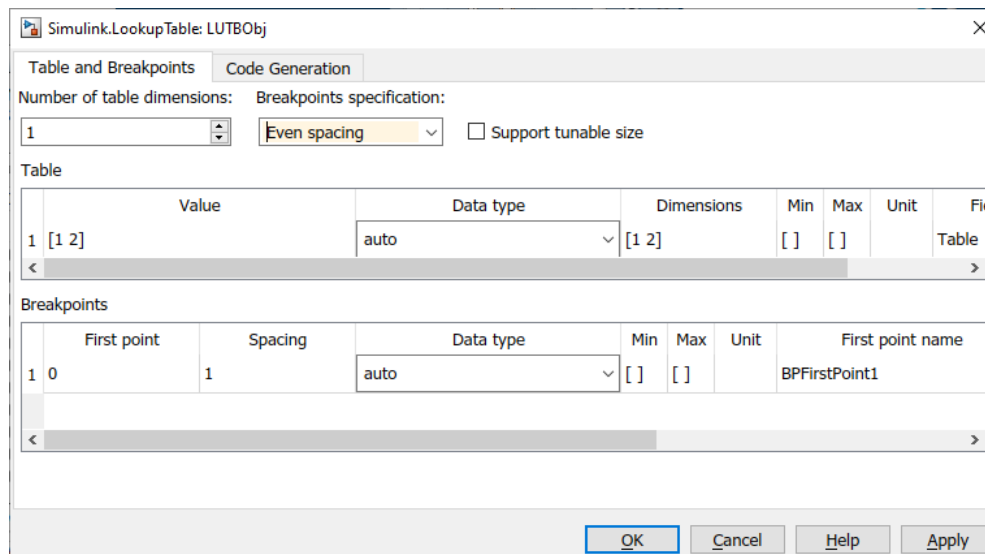 Simulink.LookupTable: LUTBObj
Table and Breakpoints Code Generation
Number of table dimensions: Breakpoints specification:
1 Even spacing Support tunable size
Table
Value Data type Dimensions Min Max Unit Fi
1 [1 2] auto [1 2] [ ] [ ] Table
Breakpoints
First point Spacing Data type Min Max Unit First point name
1 0 1 auto [ ] [ ] BPFirstPoint1
OK Cancel Help Apply